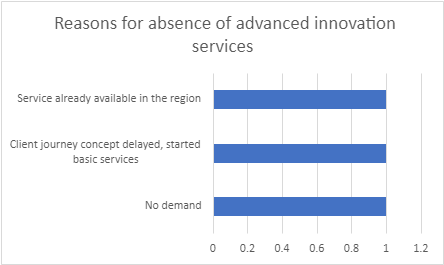 Reasons for absence of advanced innovation
services
Service already available in the region
Client journey concept delayed, started
basic services
No demand
0 0.2 0.4 0.6 0.8 1 1.2